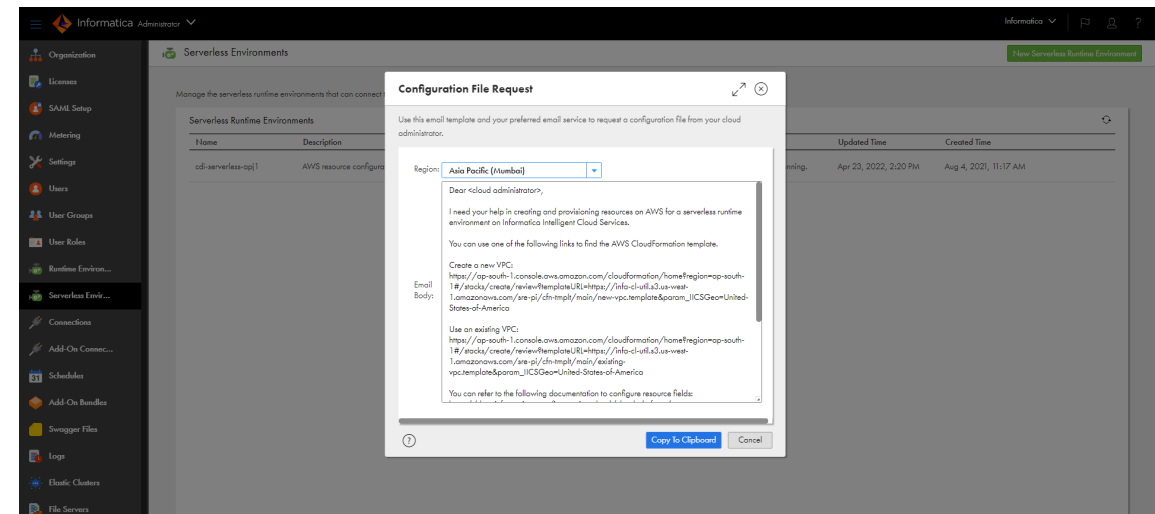 Informatica Administrator
Informatica
?
Organization
Licenses
SAML Setup
Metering
Settings
Users
User Groups
User Roles
Runtime Environ...
Serverless Envir...
Connections
Add-On Connec...
31 Schedules
Add-On Bundles
Swagger Files
Logs
Elastic Clusters
File Servers
Serverless Environments
New Serverless Runtime Environment
Manage the serverless runtime environments that can connect
Serverless Runtime Environments
Name Description Updated Time Created Time
cdi-serverless-apj1 AWS resource configura nning. Apr 23, 2022, 2:20 PM Aug 4, 2021, 11:17 AM
Configuration File Request
Use this email template and your preferred email service to request a configuration file from your cloud
administrator.
Region: Asia Pacific (Mumbai)
Email
Body:
Dear <cloud administrator>,
I need your help in creating and provisioning resources on AWS for a serverless runtime
environment on Informatica Intelligent Cloud Services.
You can use one of the following links to find the AWS CloudFormation template.
Create a new VPC:
https://ap-south-1.console.aws.amazon.com/cloudformation/home?region=ap-south-
1#/stacks/create/review?templateURL=https://infa-cl-util.s3.us-west-
1.amazonaws.com/sre-pi/cfn-tmplt/main/new-vpc.template&param_IICSGeo=United-
States-of-America
Use an existing VPC:
https://ap-south-1.console.aws.amazon.com/cloudformation/home?region=ap-south-
1#/stacks/create/review?templateURL=https://infa-cl-util.s3.us-west-
1.amazonaws.com/sre-pi/cfn-tmplt/main/existing-
vpc.template&param_IICSGeo=United-States-of-America
You can refer to the following documentation to configure resource fields:
?
Copy To Clipboard
Cancel